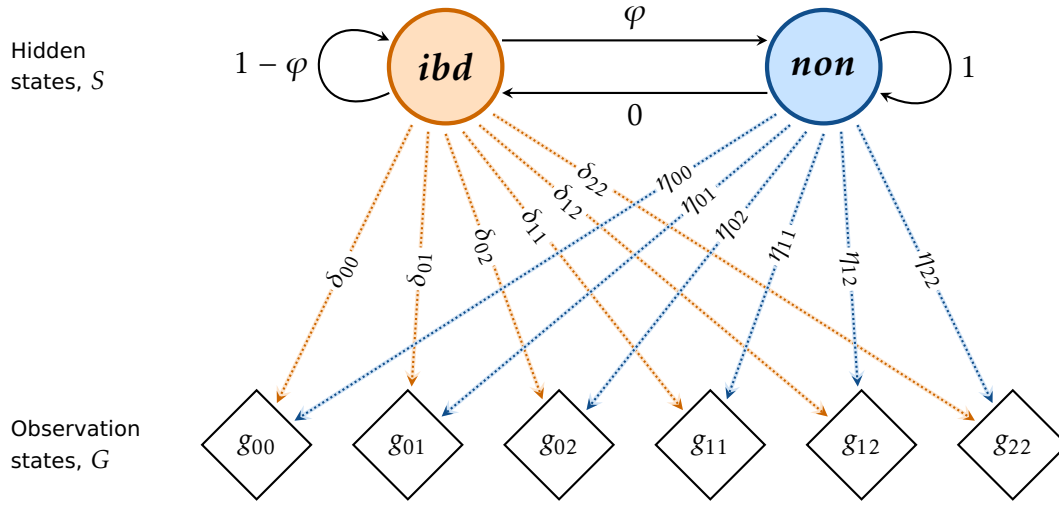 Hidden
states, S
1 − φ
ibd
φ
0
non
1
δ₀₀
δ₀₁
δ₀₂
δ₁₁
δ₁₂
δ₂₂
η₀₀
η₀₁
η₀₂
η₁₁
η₁₂
η₂₂
Observation
states, G
g₀₀
g₀₁
g₀₂
g₁₁
g₁₂
g₂₂